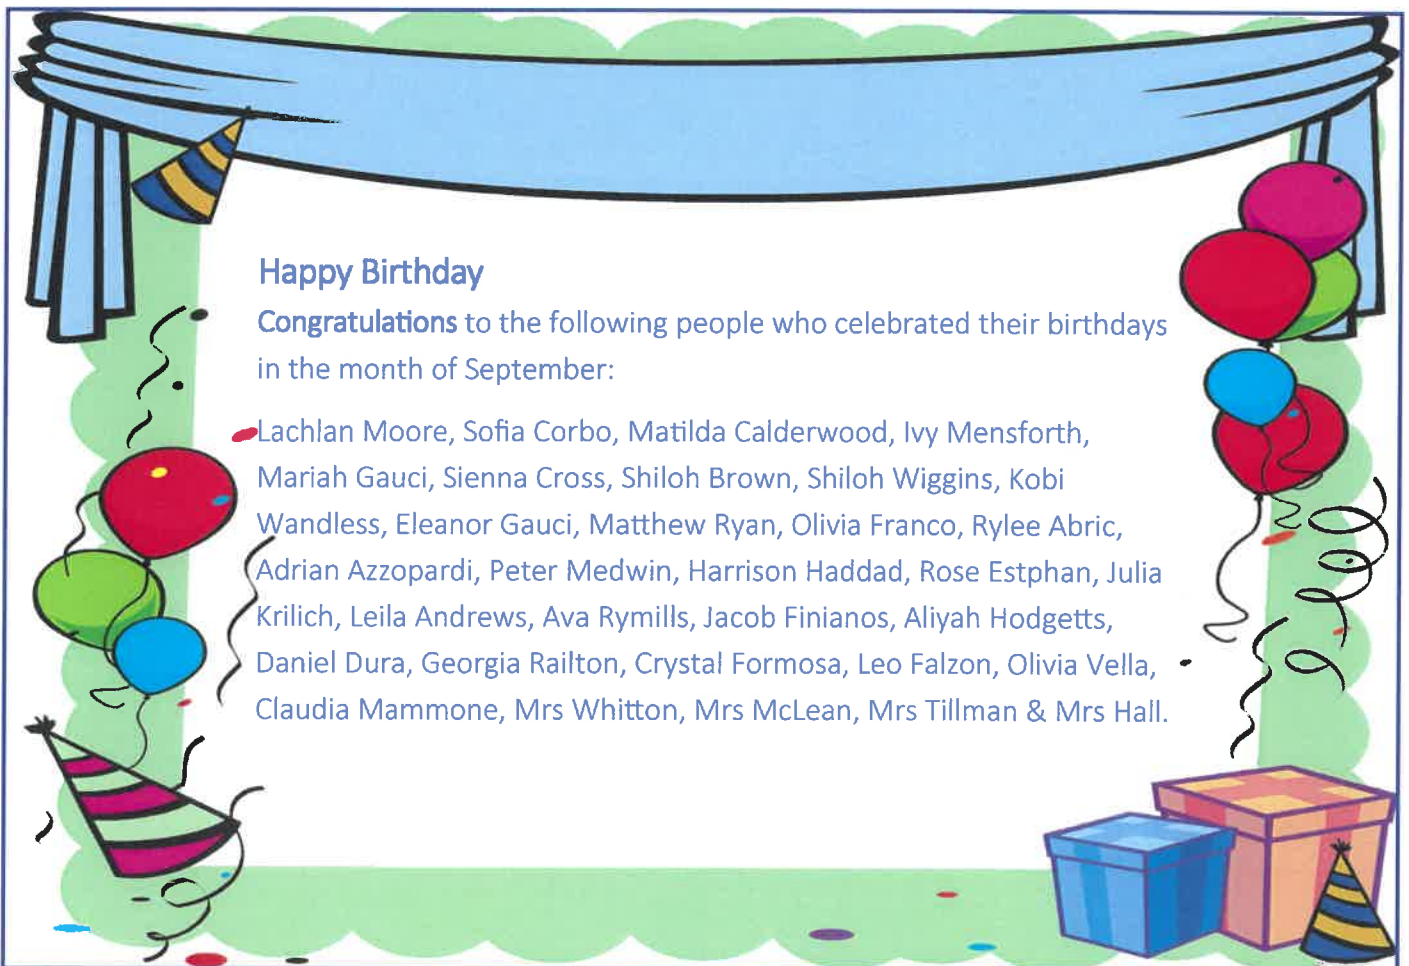 Happy Birthday
Congratulations to the following people who celebrated their birthdays
in the month of September:
Lachlan Moore, Sofia Corbo, Matilda Calderwood, Ivy Mensforth,
Mariah Gauci, Sienna Cross, Shiloh Brown, Shiloh Wiggins, Kobi
Wandless, Eleanor Gauci, Matthew Ryan, Olivia Franco, Rylee Abric,
Adrian Azzopardi, Peter Medwin, Harrison Haddad, Rose Estphan, Julia
Krilich, Leila Andrews, Ava Rymills, Jacob Finianos, Aliyah Hodgetts,
Daniel Dura, Georgia Railton, Crystal Formosa, Leo Falzon, Olivia Vella,
Claudia Mammone, Mrs Whitton, Mrs McLean, Mrs Tillman & Mrs Hall.